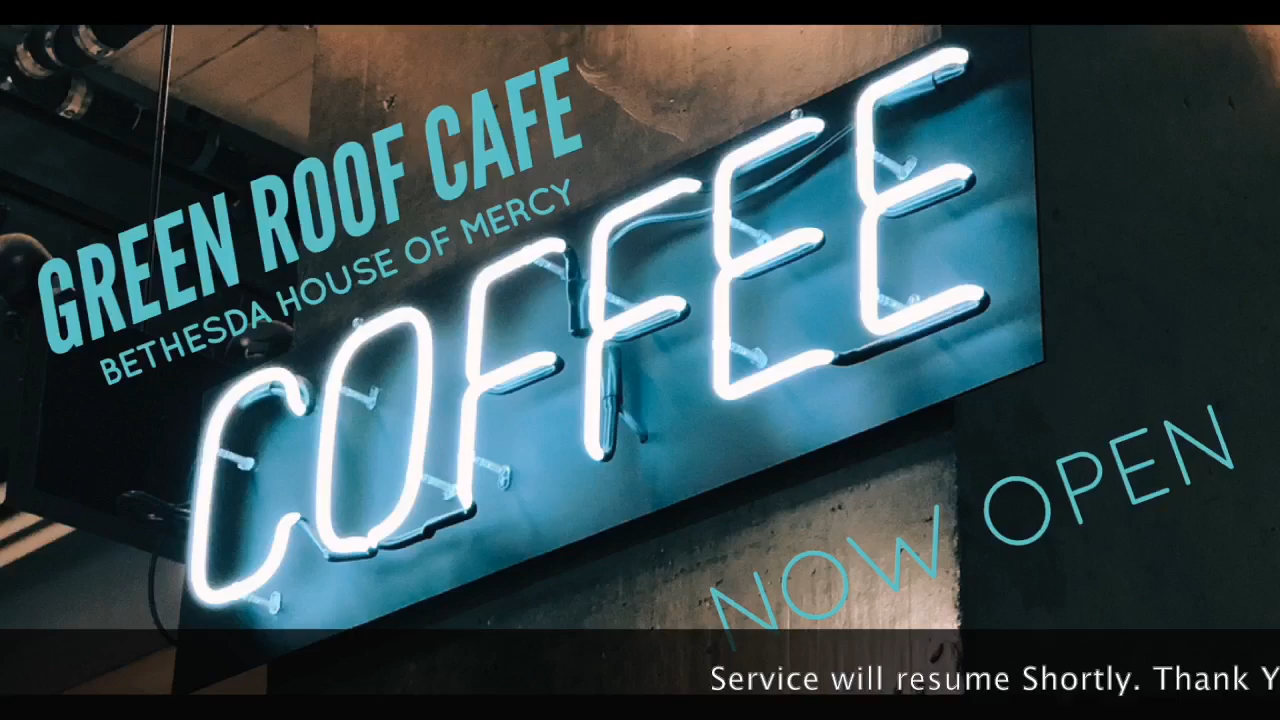 GREEN ROOF CAFE
BETHESDA HOUSE OF MERCY
COFFEE
NOW OPEN
Service will resume Shortly. Thank Y